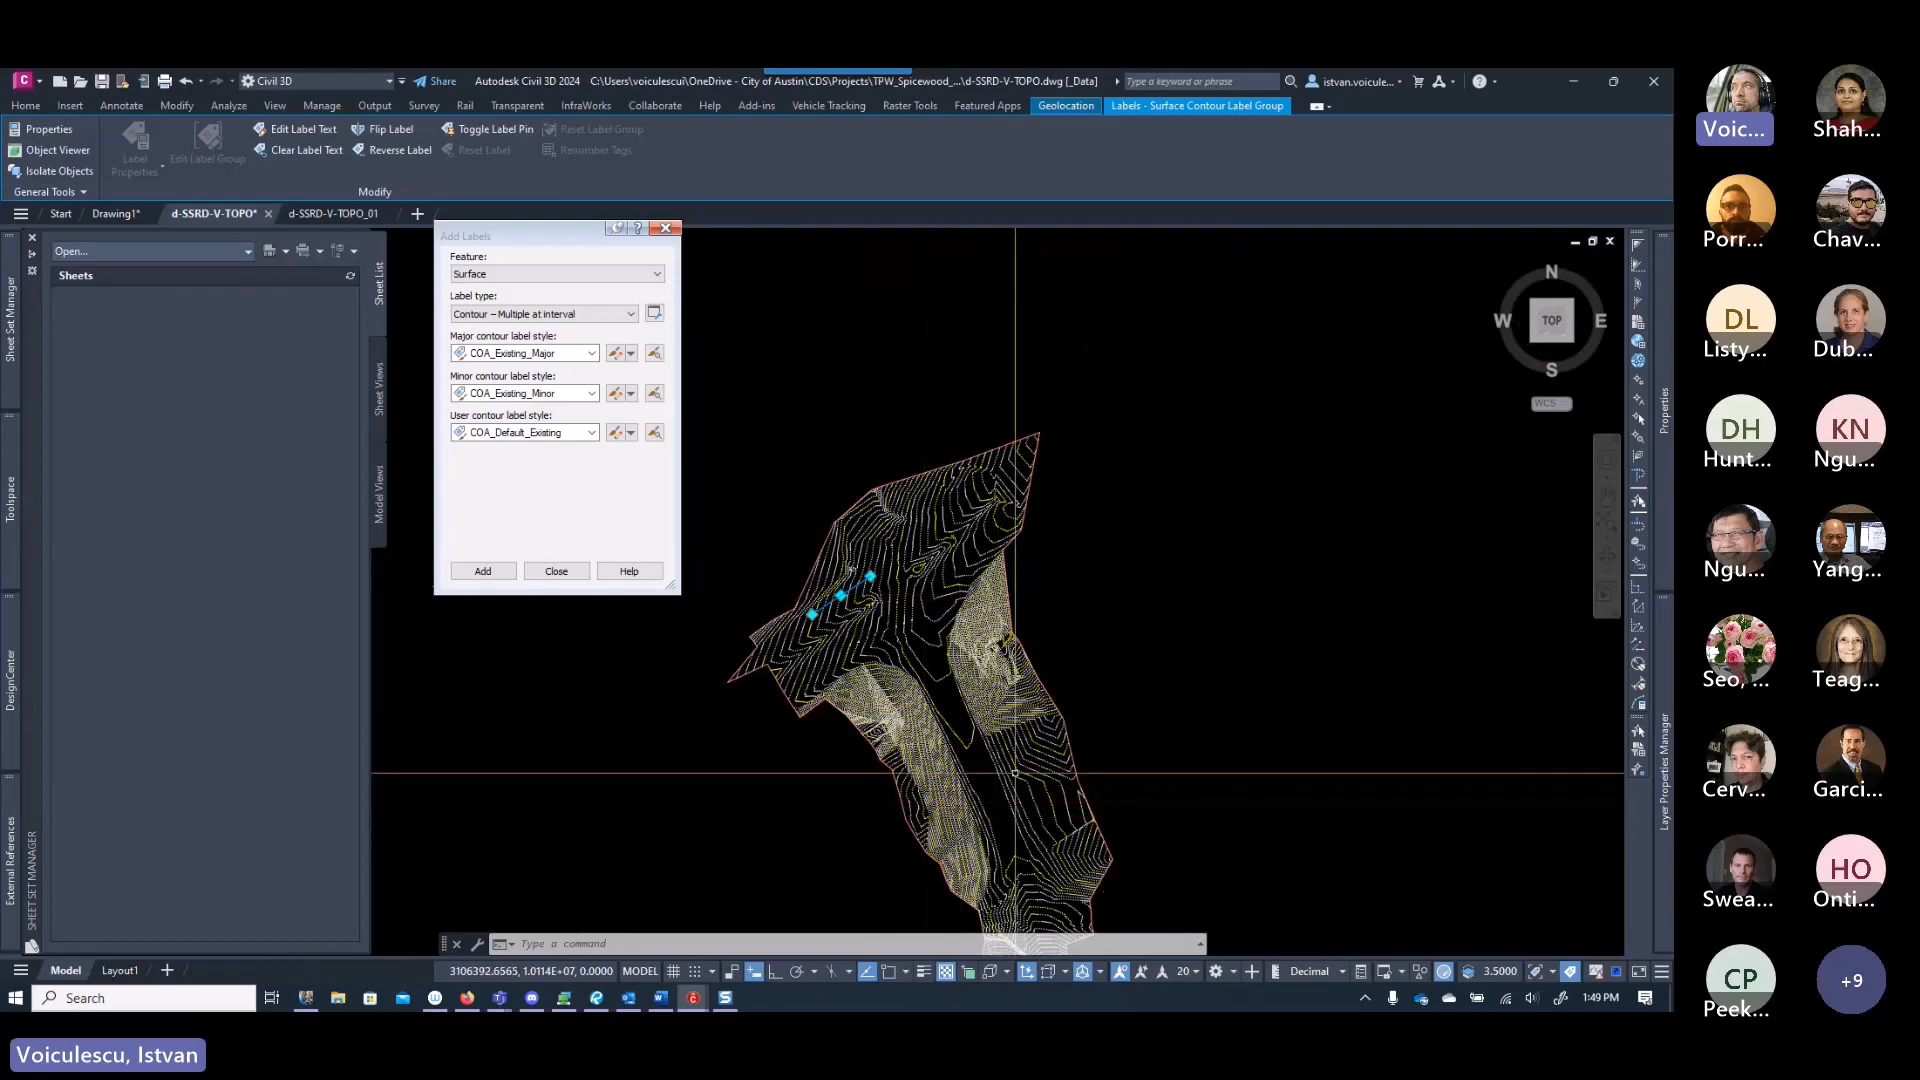 C
Civil 3D
Share
Autodesk Civil 3D 2024 C:\Users\voiculescui\OneDrive - City of Austin\CDS\Projects\TPW_Spicewood_...\d-SSRD-V-TOPO.dwg [_Data]
Type a keyword or phrase
istvan.voicule...
Home Insert Annotate Modify Analyze View Manage Output Survey Rail Transparent InfraWorks Collaborate Help Add-ins Vehicle Tracking Raster Tools Featured Apps Geolocation Labels - Surface Contour Label Group
Properties
Object Viewer
Isolate Objects
General Tools
Label Properties
Edit Label Group
Edit Label Text Flip Label Toggle Label Pin Reset Label Group
Clear Label Text Reverse Label Reset Label Renumber Tags
Modify
Start Drawing1* d-SSRD-V-TOPO* d-SSRD-V-TOPO_01
Open...
Sheets
Sheet List
Sheet Views
Model Views
Sheet Set Manager
Toolspace
DesignCenter
External References
SHEET SET MANAGER
Add Labels
Feature:
Surface
Label type:
Contour – Multiple at interval
Major contour label style:
COA_Existing_Major
Minor contour label style:
COA_Existing_Minor
User contour label style:
COA_Default_Existing
Add Close Help
N
W TOP E
S
WCS
Properties
Layer Properties Manager
Type a command
Model Layout1
3106392.6565, 1.0114E+07, 0.0000 MODEL
20
Decimal
3.5000
Search
1:49 PM
Voic...
Shah...
Porr...
Chav...
DL
Listy...
Dub...
DH
Hunt...
KN
Ngu...
Ngu...
Yang...
Seo, ...
Teag...
Cerv...
Garci...
Swea...
HO
Onti...
CP
Peek...
+9
Voiculescu, Istvan